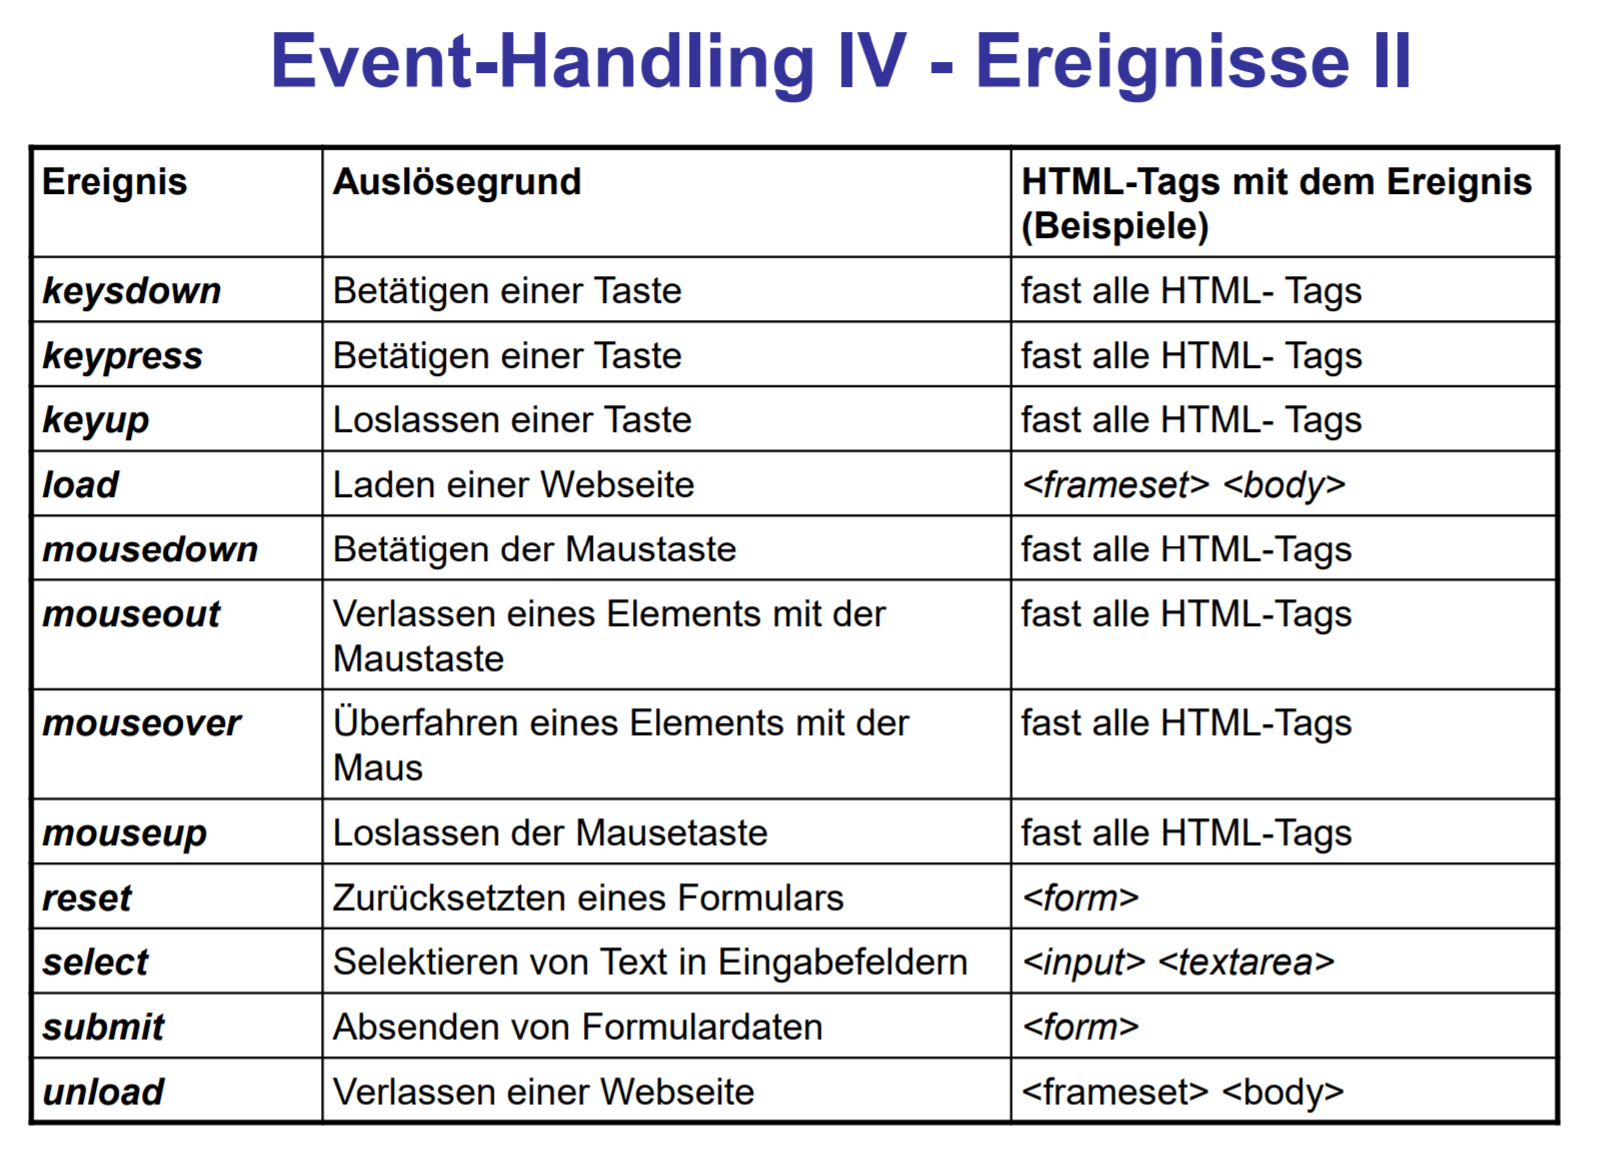 Event-Handling IV - Ereignisse II
Ereignis Auslösegrund HTML-Tags mit dem Ereignis
(Beispiele)
keysdown Betätigen einer Taste fast alle HTML- Tags
keypress Betätigen einer Taste fast alle HTML- Tags
keyup Loslassen einer Taste fast alle HTML- Tags
load Laden einer Webseite <frameset> <body>
mousedown Betätigen der Maustaste fast alle HTML-Tags
mouseout Verlassen eines Elements mit der fast alle HTML-Tags
Maustaste
mouseover Überfahren eines Elements mit der fast alle HTML-Tags
Maus
mouseup Loslassen der Mausetaste fast alle HTML-Tags
reset Zurücksetzten eines Formulars <form>
select Selektieren von Text in Eingabefeldern <input> <textarea>
submit Absenden von Formulardaten <form>
unload Verlassen einer Webseite <frameset> <body>